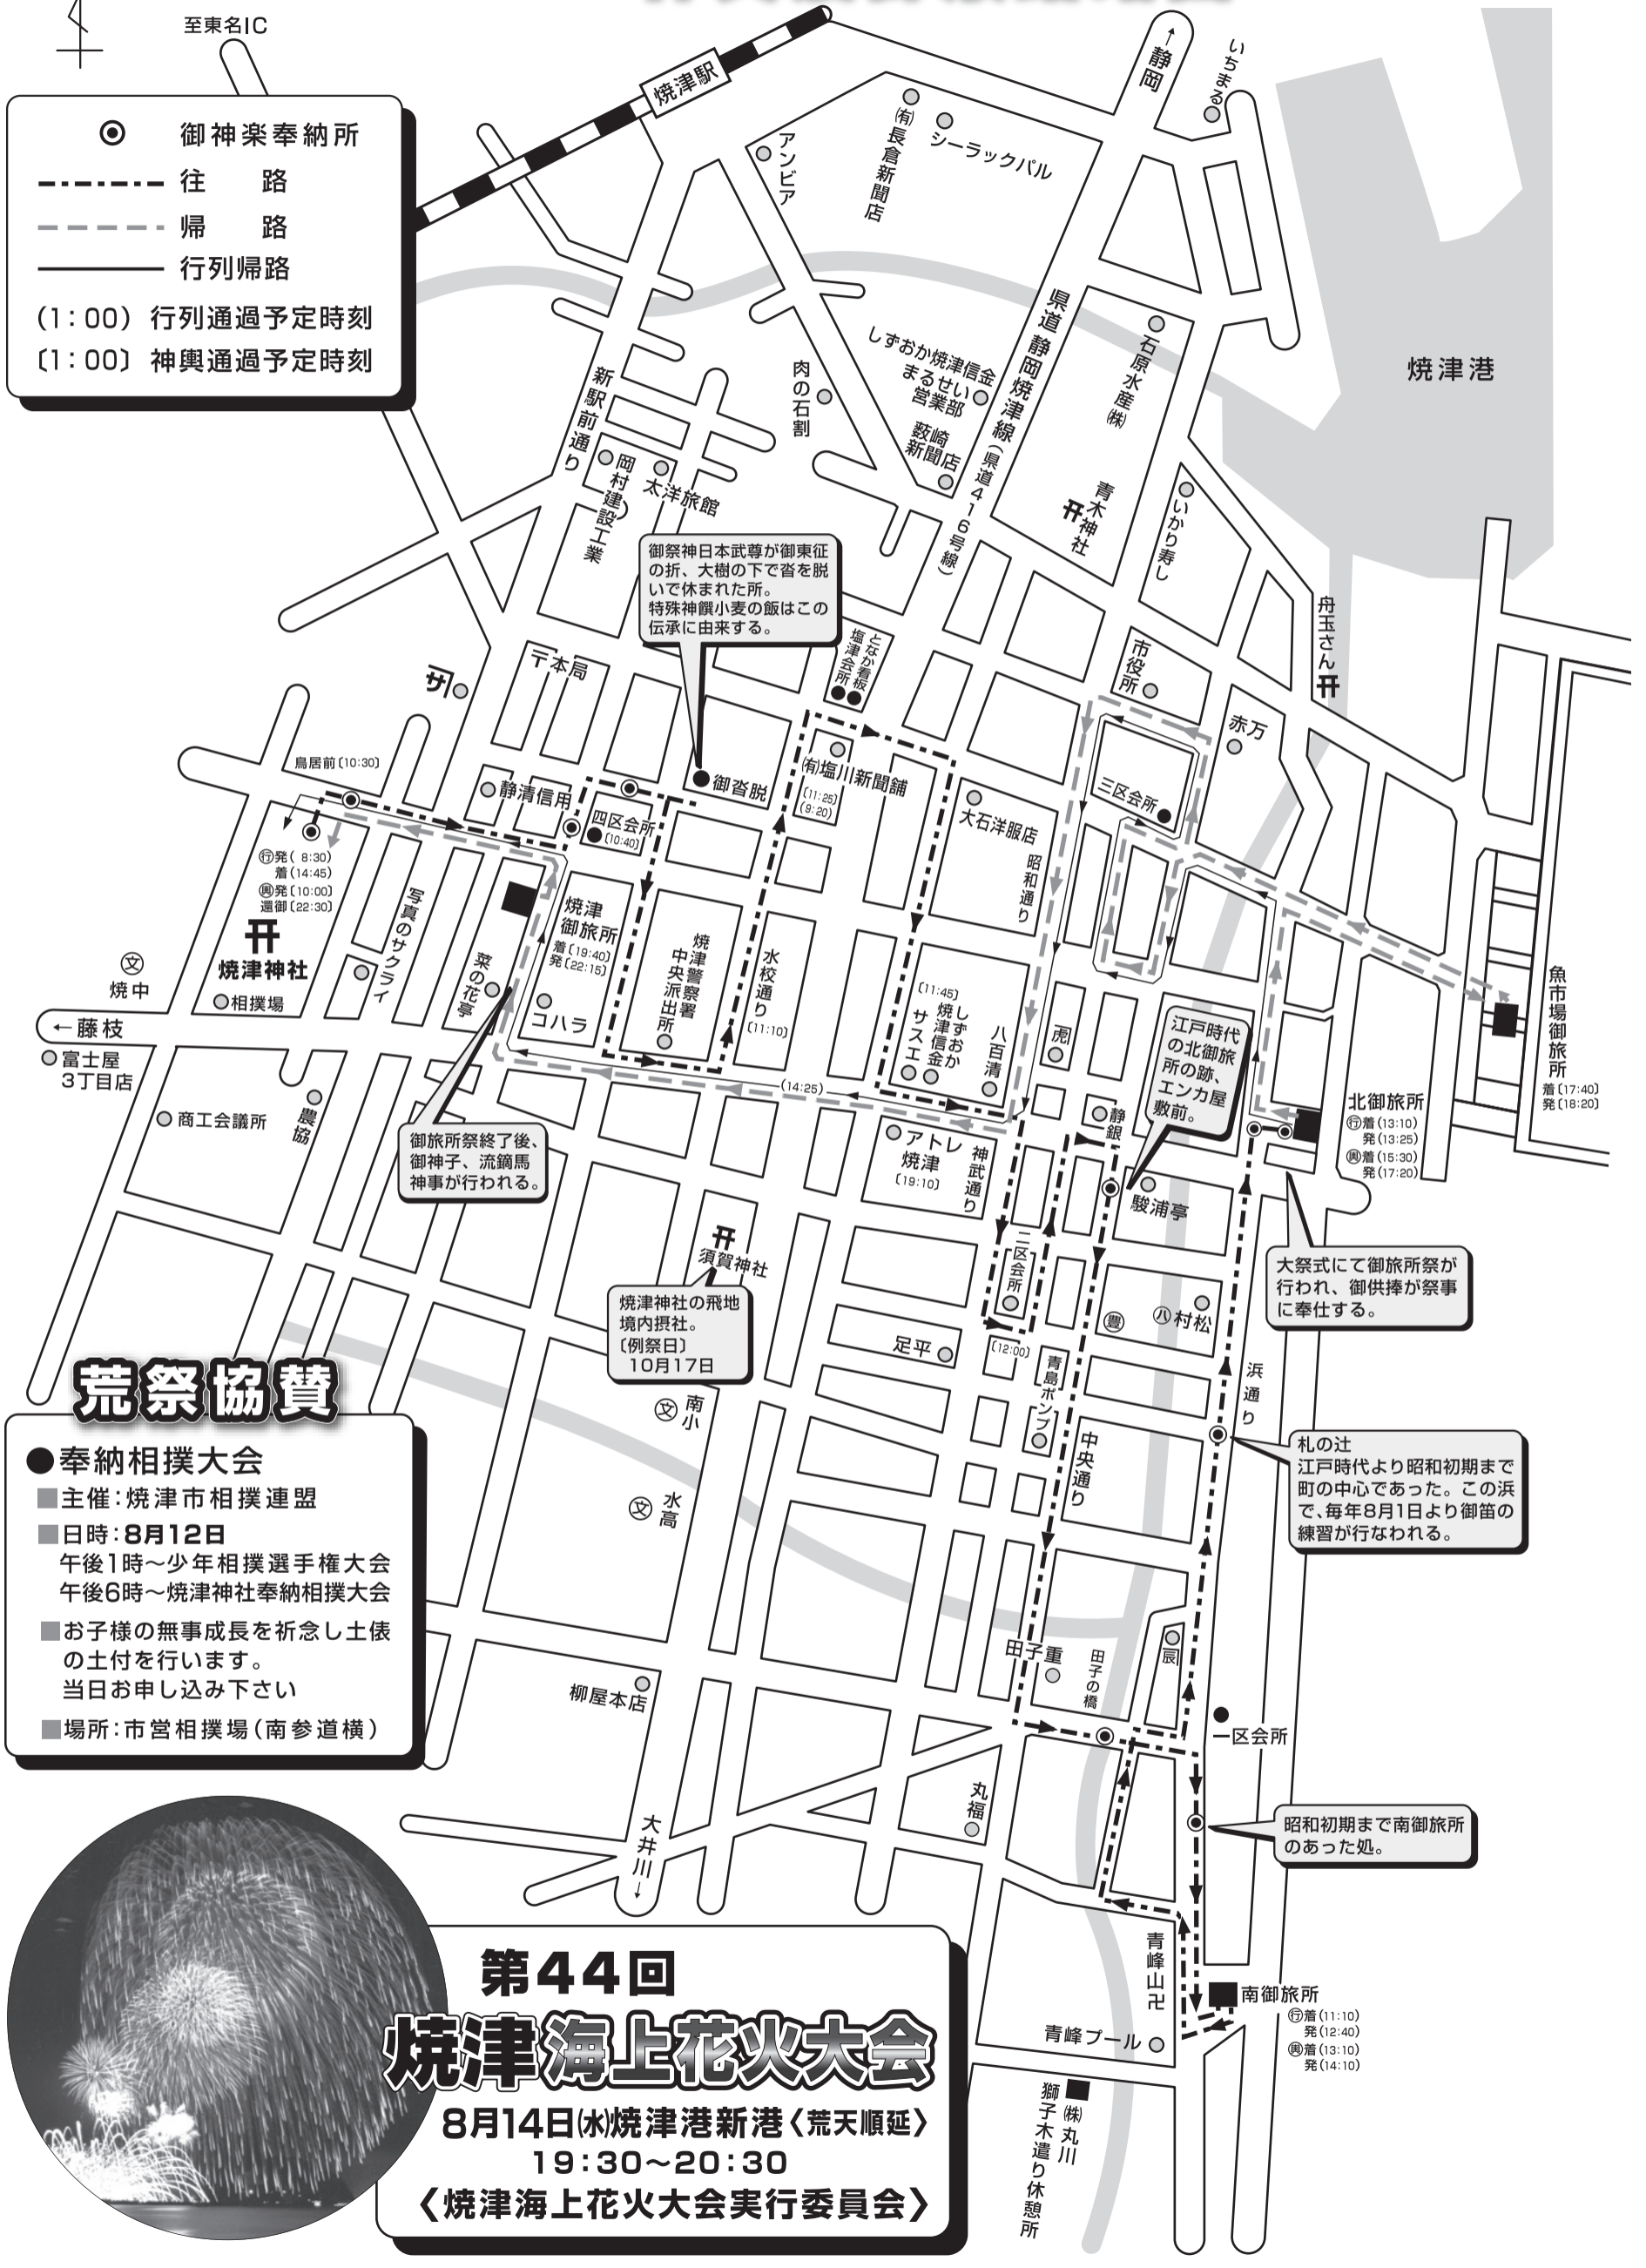 至東名IC
御神楽奉納所
往　路
帰　路
行列帰路
(1：00) 行列通過予定時刻
〔1：00〕 神輿通過予定時刻
焼津駅
↑静岡
いちまる
アンビア
㈲長倉新聞店
シーラックパル
焼津港
新駅前通り
肉の石割
しずおか焼津信金
まるせい
営業部
薮崎
新聞店
県道 静岡焼津線(県道416号線)
石原水産㈱
青木神社
いかり寿し
岡村建設工業
太洋旅館
御祭神日本武尊が御東征
の折、大樹の下で沓を脱
いで休まれた所。
特殊神饌小麦の飯はこの
伝承に由来する。
となか看板
塩津会所
〒本局
市役所
赤万
舟玉さん
鳥居前〔10:30〕
静清信用
四区会所
〔10:40〕
御沓脱
㈲塩川新聞舗
〔11:25〕
(9:20)
大石洋服店
昭和通り
三区会所
㊋発( 8:30)
着(14:45)
発〔10:00〕
還御〔22:30〕
焼津神社
相撲場
写真のサクライ
菜の花亭
焼津
御旅所
着〔19:40〕
発〔22:15〕
コハラ
焼津警察署
中央派出所
水校通り
〔11:10〕
〔11:45〕
しずおか
焼津信金
サスエ
八百清
虎
江戸時代
の北御旅
所の跡、
エンカ屋
敷前。
魚市場御旅所
着〔17:40〕
発〔18:20〕
文
焼中
←藤枝
富士屋
3丁目店
商工会議所
農協
(14:25)
御旅所祭終了後、
御神子、流鏑馬
神事が行われる。
アトレ
焼津
〔19:10〕
神武通り
静銀
駿浦亭
北御旅所
着(13:10)
発(13:25)
着(15:30)
発(17:20)
大祭式にて御旅所祭が
行われ、御供捧が祭事
に奉仕する。
須賀神社
焼津神社の飛地
境内摂社。
〔例祭日〕
10月17日
二区会所
〔12:00〕
豊
村松
足平
青島ポンプ
浜通り
中央通り
文
南小
文
水高
札の辻
江戸時代より昭和初期まで
町の中心であった。この浜
で、毎年8月1日より御笛の
練習が行なわれる。
荒祭協賛
●奉納相撲大会
■主催：焼津市相撲連盟
■日時：8月12日
午後1時～少年相撲選手権大会
午後6時～焼津神社奉納相撲大会
■お子様の無事成長を祈念し土俵
の土付を行います。
当日お申し込み下さい
■場所：市営相撲場(南参道横)
柳屋本店
田子重
田子の橋
辰
一区会所
丸福
大井川↓
昭和初期まで南御旅所
のあった処。
青峰山卍
南御旅所
着(11:10)
発(12:40)
着(13:10)
発(14:10)
青峰プール
㈱丸川
獅子木遣り休憩所
第44回
焼津海上花火大会
8月14日㈬焼津港新港〈荒天順延〉
19：30～20：30
〈焼津海上花火大会実行委員会〉